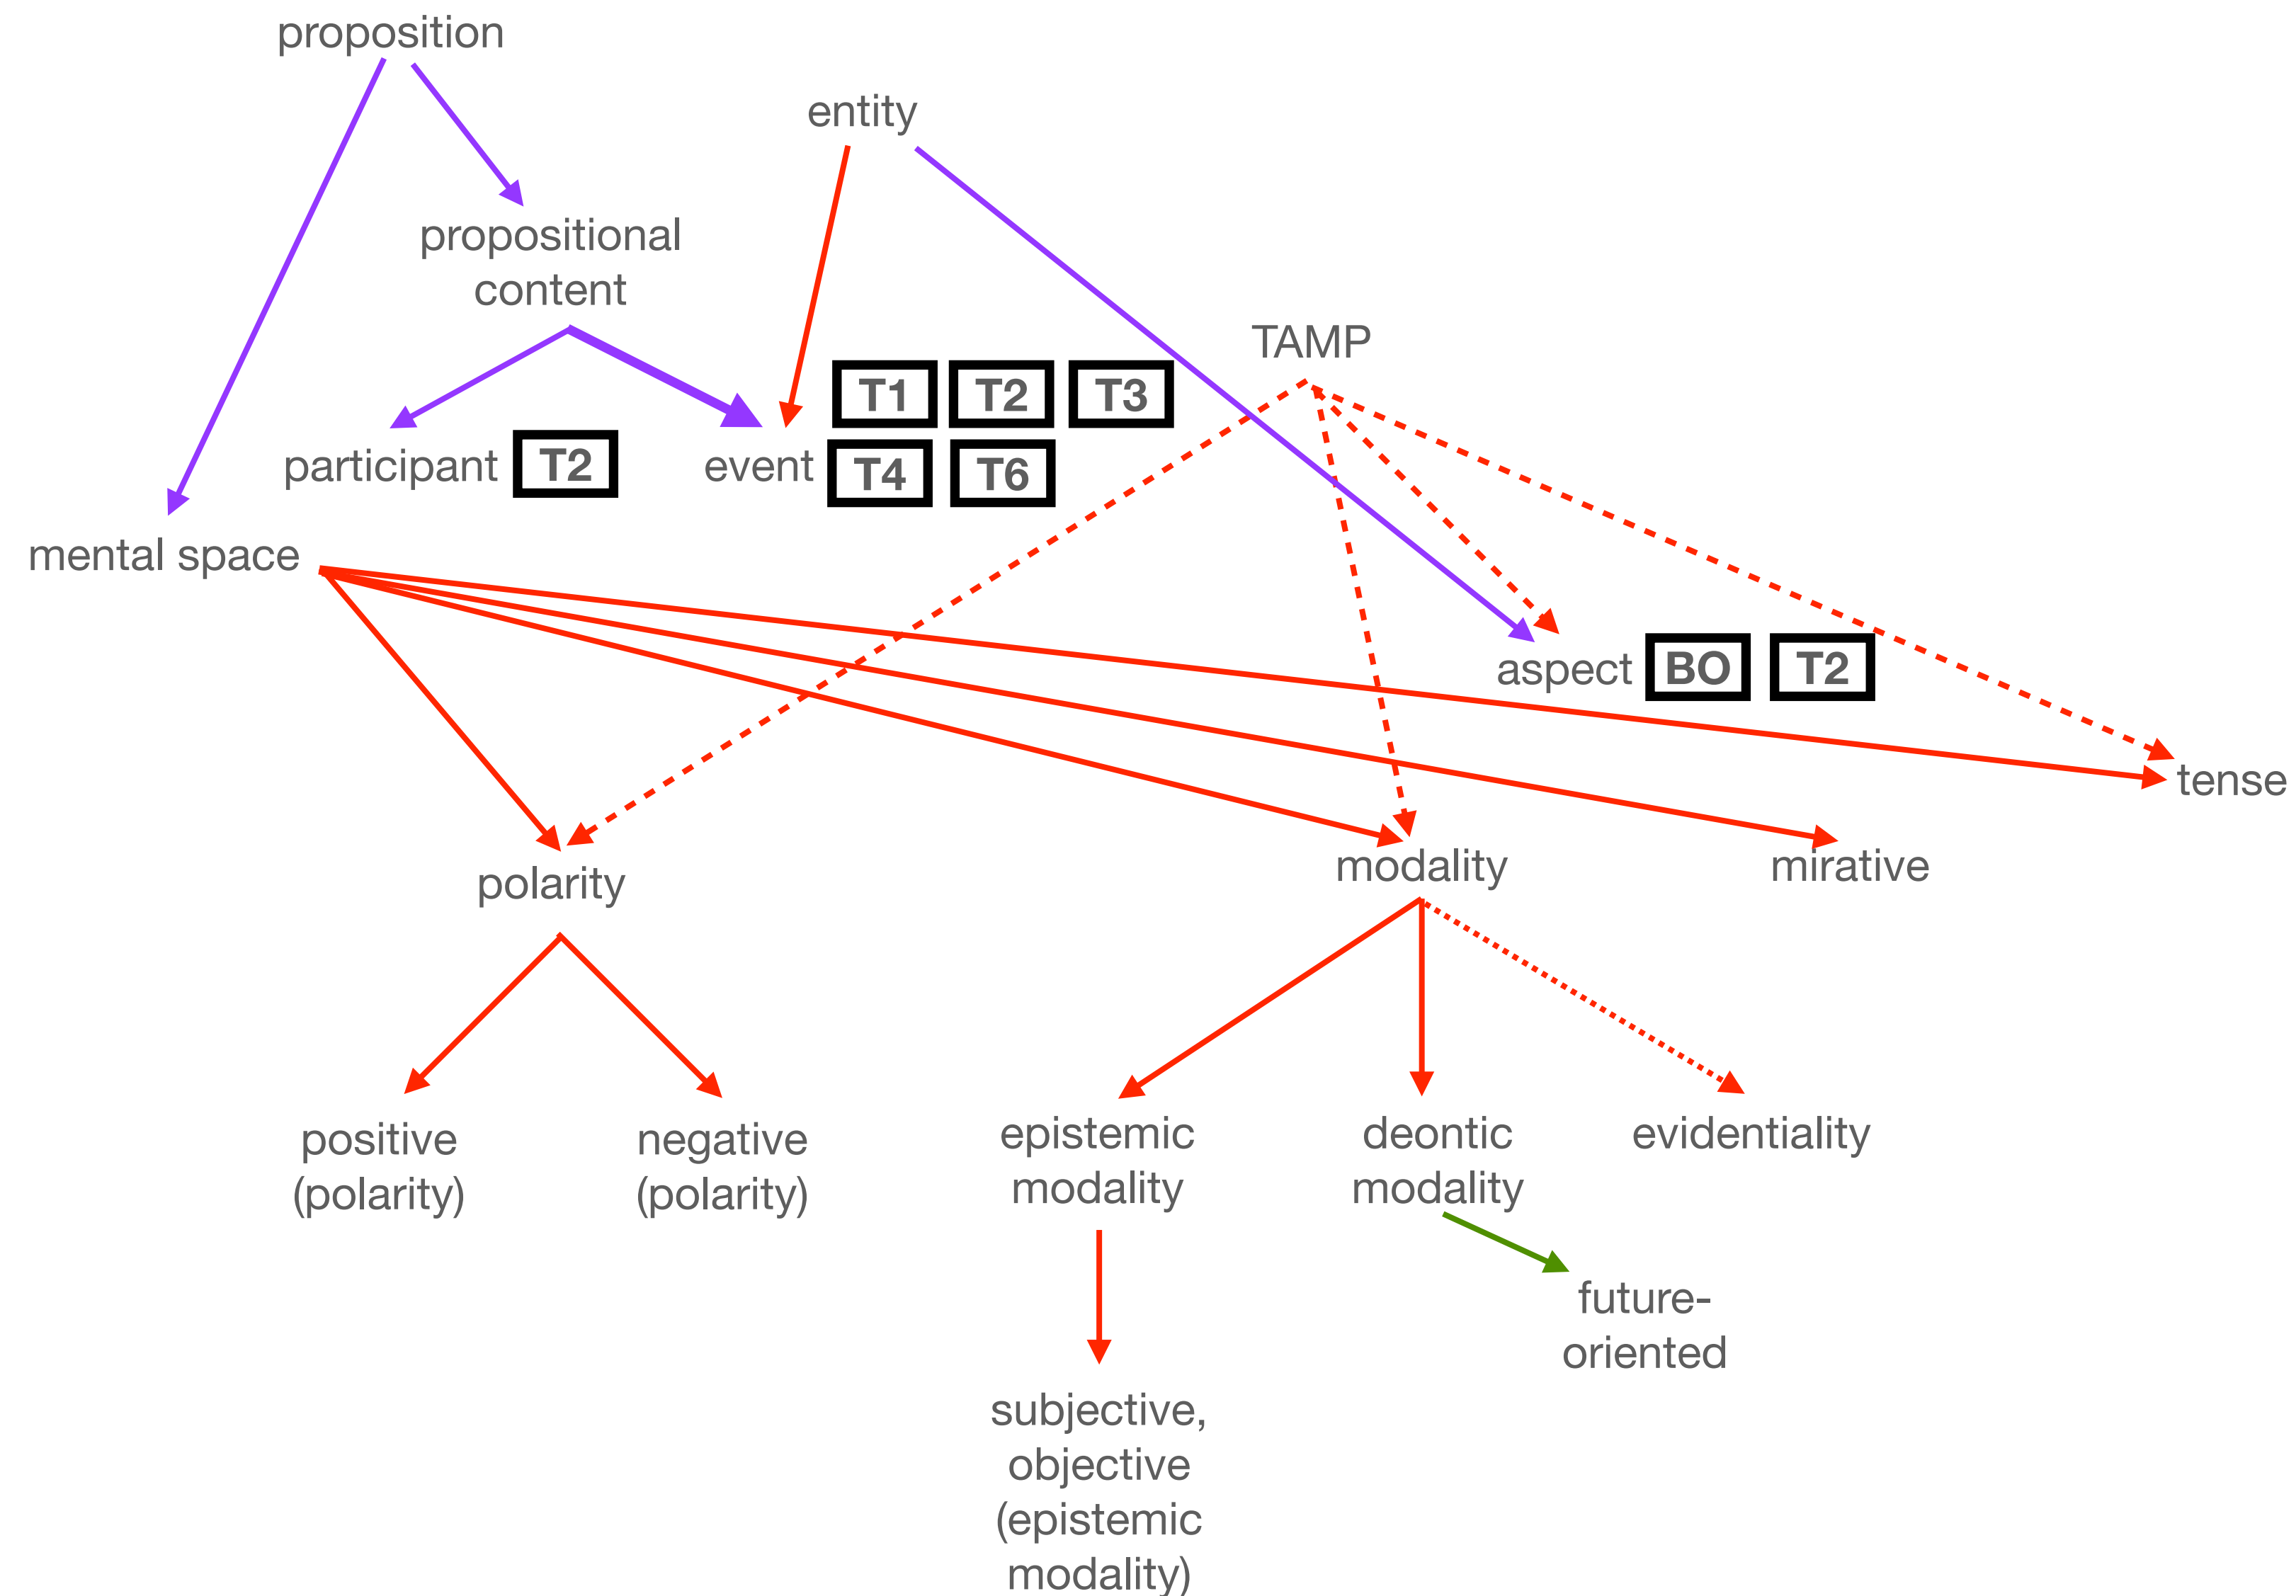 proposition
entity
propositional
content
TAMP
T1 T2 T3
participant T2 event T4 T6
mental space
aspect BO T2
tense
polarity
modality
mirative
positive
(polarity)
negative
(polarity)
epistemic
modality
deontic
modality
evidentiality
future-
oriented
subjective,
objective
(epistemic
modality)